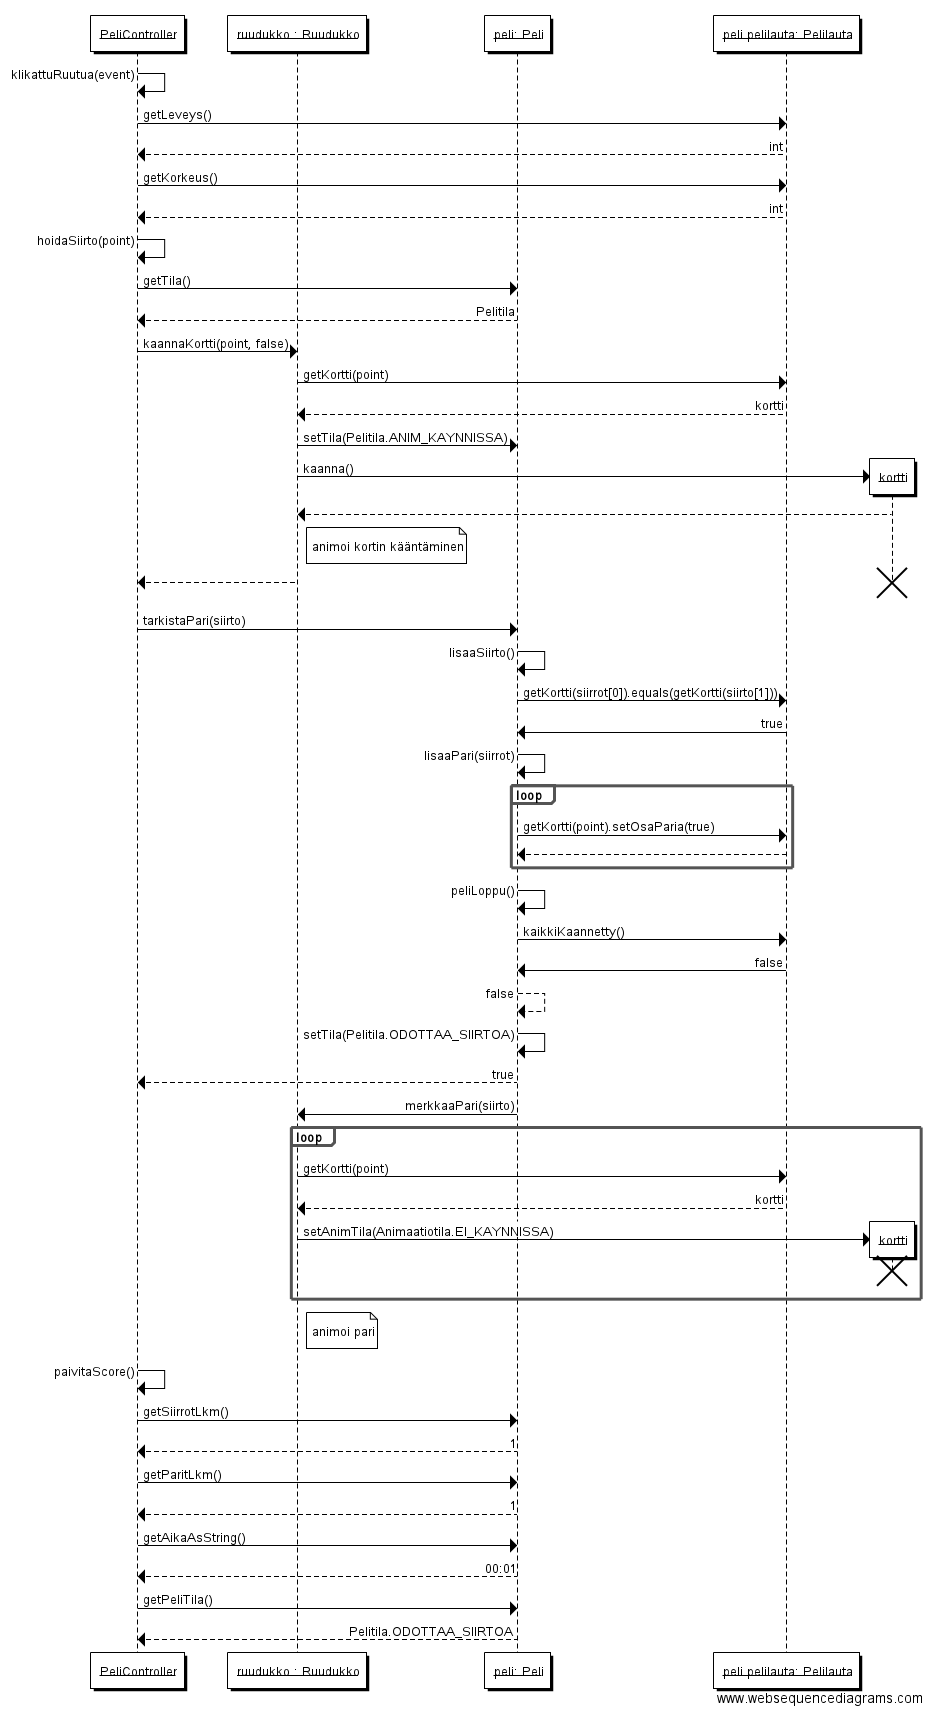 PeliController
ruudukko : Ruudukko
peli: Peli
peli.pelilauta: Pelilauta
klikattuRuutua(event)
getLeveys()
int
getKorkeus()
int
hoidaSiirto(point)
getTila()
Pelitila
kaannaKortti(point, false)
getKortti(point)
kortti
setTila(Pelitila.ANIM_KAYNNISSA)
kaanna()
kortti
animoi kortin kääntäminen
tarkistaPari(siirto)
lisaaSiirto()
getKortti(siirrot[0]).equals(getKortti(siirto[1]))
true
lisaaPari(siirrot)
loop
getKortti(point).setOsaParia(true)
peliLoppu()
kaikkiKaannetty()
false
false
setTila(Pelitila.ODOTTAA_SIIRTOA)
true
merkkaaPari(siirto)
loop
getKortti(point)
kortti
setAnimTila(Animaatiotila.EI_KAYNNISSA)
kortti
animoi pari
paivitaScore()
getSiirrotLkm()
1
getParitLkm()
1
getAikaAsString()
00:01
getPeliTila()
Pelitila.ODOTTAA_SIIRTOA
PeliController
ruudukko : Ruudukko
peli: Peli
peli.pelilauta: Pelilauta
www.websequencediagrams.com